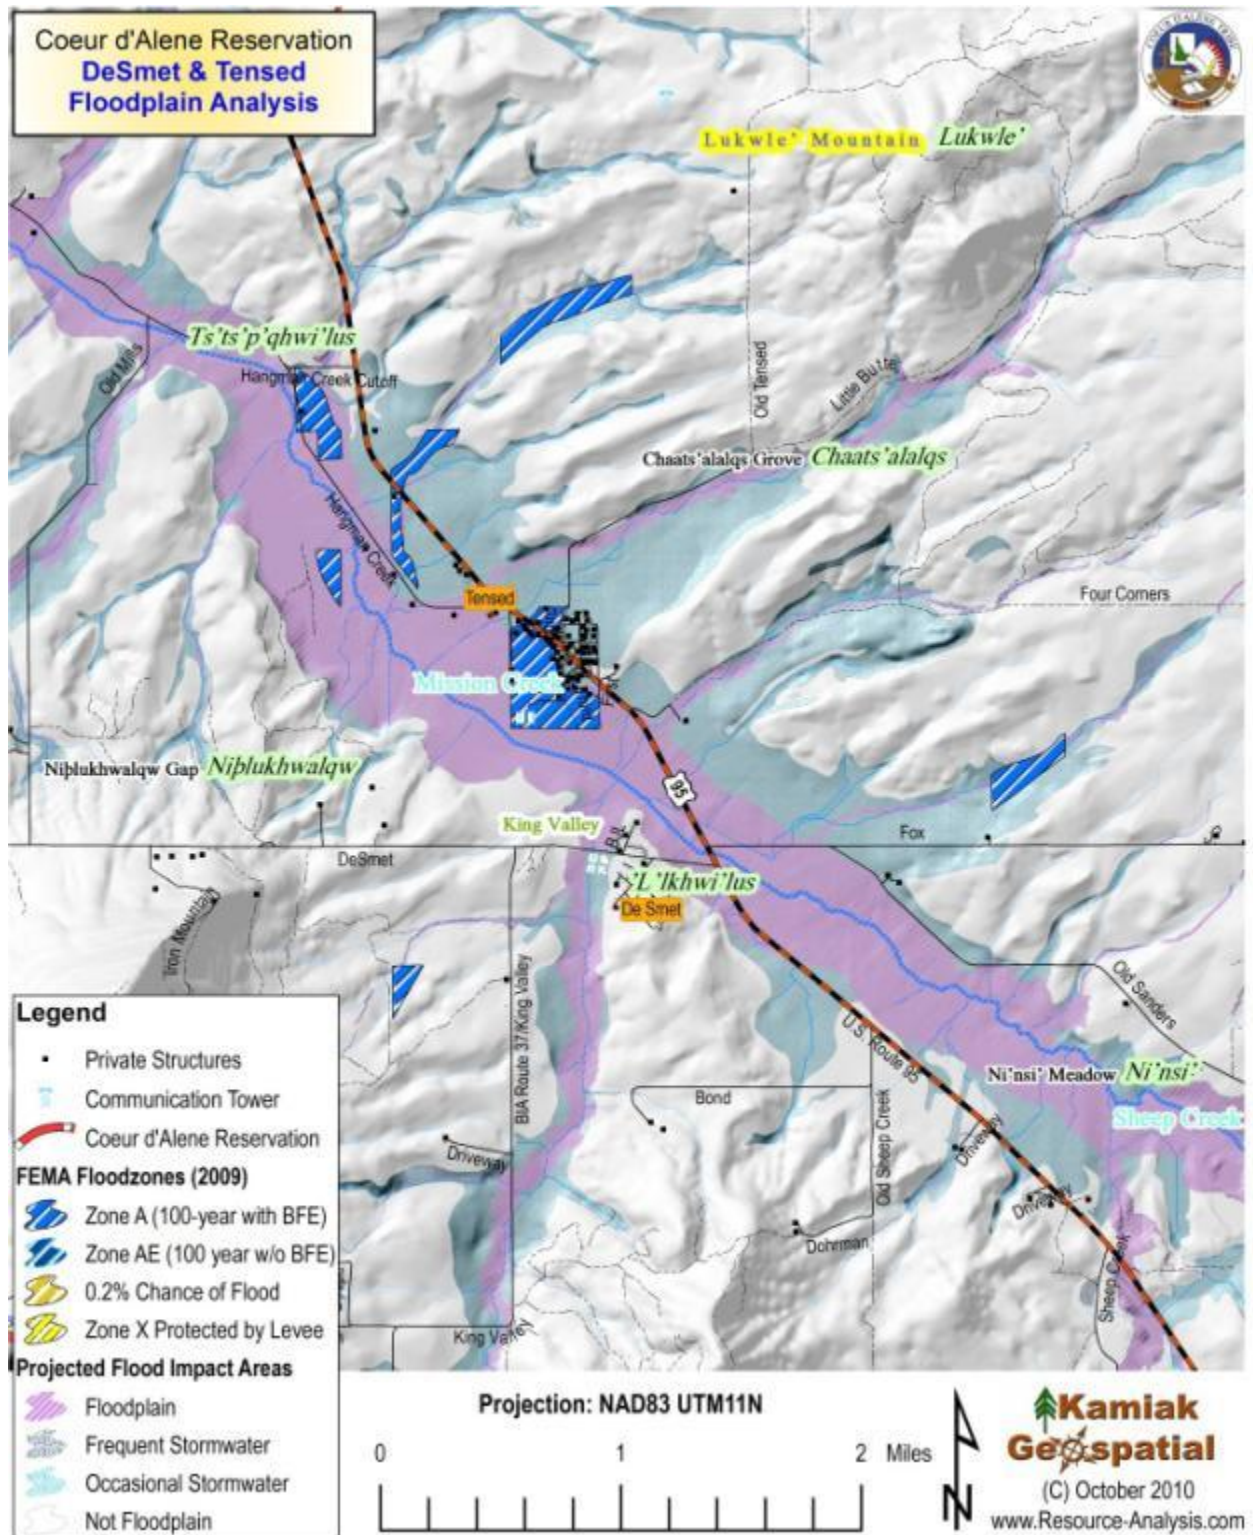 Coeur d'Alene Reservation
DeSmet & Tensed
Floodplain Analysis
COEUR D'ALENE TRIBE
Lukwle' Mountain Lukwle'
Ts'ts'p'qhwi'lus
Old Mills
Hangman Creek Cutoff
Old Tensed
Little Butte
Chaats'alalqs Grove Chaats'alalqs
Hangman Creek
Tensed
Four Corners
Mission Creek
Niþlukhwalqw Gap Niþlukhwalqw
95
King Valley
Fox
DeSmet
'L'lkhwi'lus
De Smet
Iron Mountain
BIA Route 37/King Valley
Old Sanders
U.S. Route 95
Ni'nsi' Meadow Ni'nsi'
Bond
Sheep Creek
Old Sheep Creek
Driveway
Driveway
Driveway
Dohrman
Sheep Creek
King Valley
Legend
Private Structures
Communication Tower
Coeur d'Alene Reservation
FEMA Floodzones (2009)
Zone A (100-year with BFE)
Zone AE (100 year w/o BFE)
0.2% Chance of Flood
Zone X Protected by Levee
Projected Flood Impact Areas
Floodplain
Frequent Stormwater
Occasional Stormwater
Not Floodplain
Projection: NAD83 UTM11N
0 1 2 Miles
N
Kamiak
Geospatial
(C) October 2010
www.Resource-Analysis.com